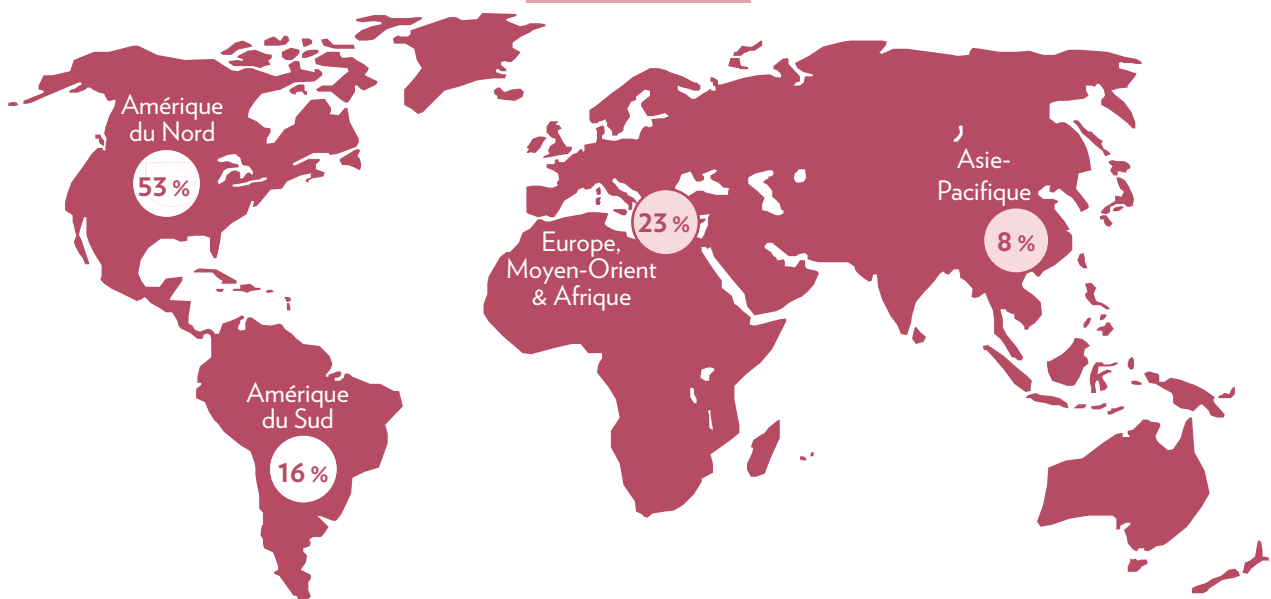 Amérique
du Nord
53 %
Europe,
Moyen-Orient
& Afrique
23 %
Asie-
Pacifique
8 %
Amérique
du Sud
16 %